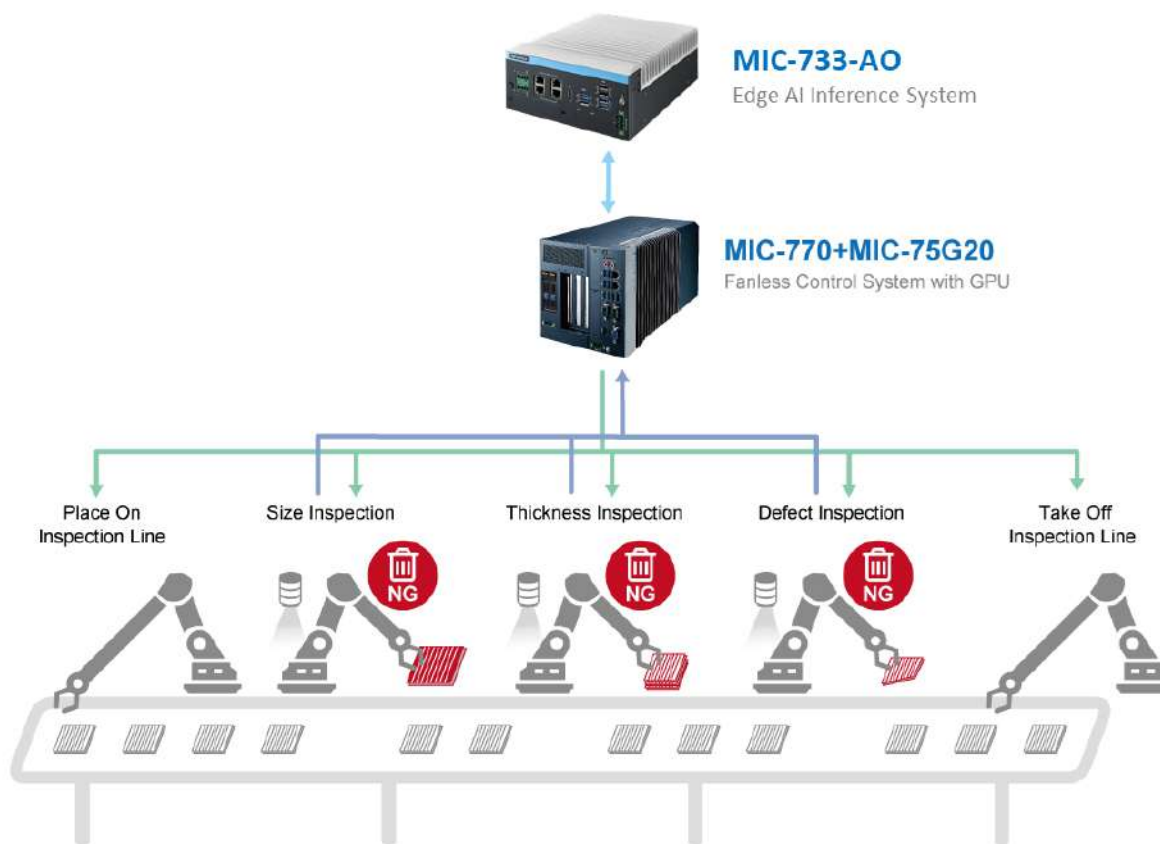 MIC-733-AO
Edge AI Inference System
MIC-770+MIC-75G20
Fanless Control System with GPU
Place On
Inspection Line
Size Inspection
Thickness Inspection
Defect Inspection
Take Off
Inspection Line
NG
NG
NG